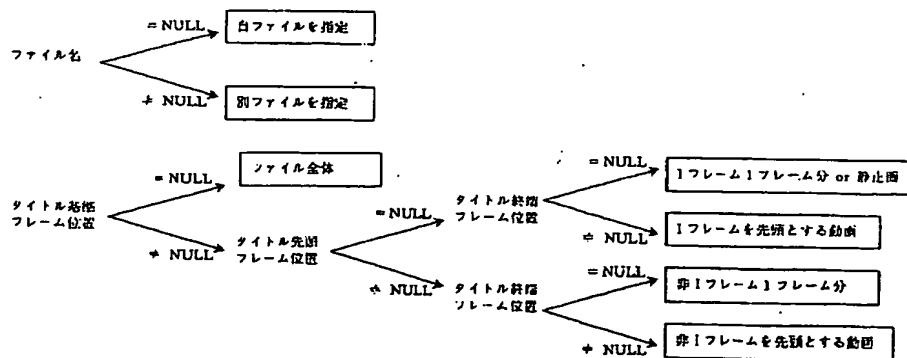 ファイル名
= NULL
自ファイルを指定
≠ NULL
別ファイルを指定
タイトル基準
フレーム位置
= NULL
ファイル全体
≠ NULL
タイトル先頭
フレーム位置
= NULL
タイトル終端
フレーム位置
= NULL
Iフレーム1フレーム分 or 静止画
≠ NULL
Iフレームを先頭とする動画
≠ NULL
タイトル終端
フレーム位置
= NULL
非Iフレーム1フレーム分
≠ NULL
非Iフレームを先頭とする動画